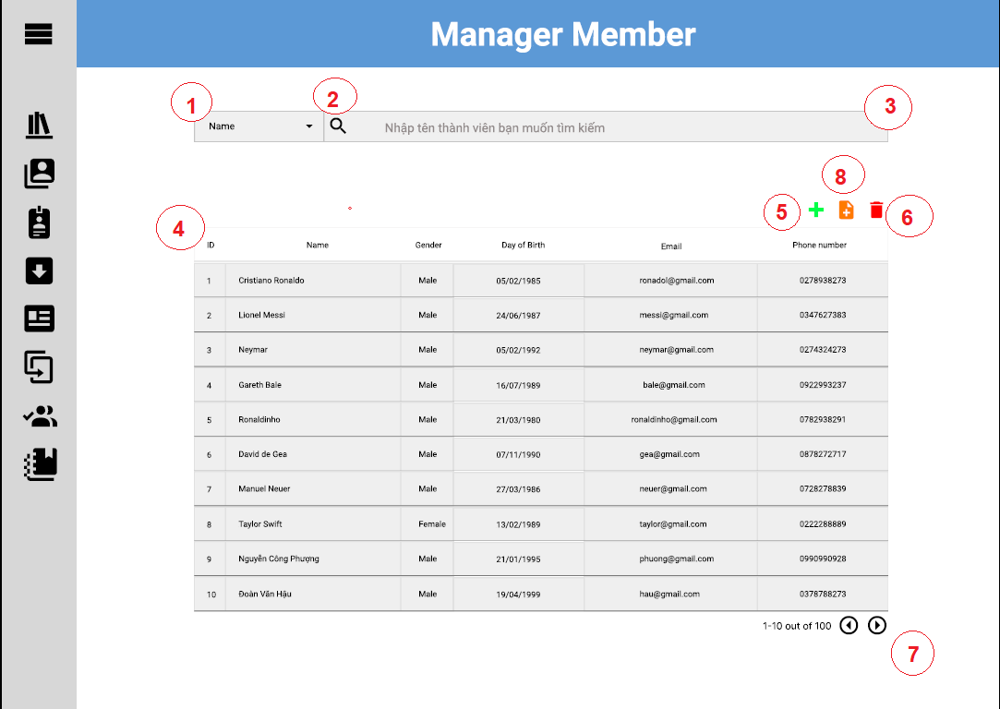 Manager Member
1
2
3
Name
Nhập tên thành viên bạn muốn tìm kiếm
8
5
6
4
ID Name Gender Day of Birth Email Phone number
1 Cristiano Ronaldo Male 05/02/1985 ronadol@gmail.com 0278938273
2 Lionel Messi Male 24/06/1987 messi@gmail.com 0347627383
3 Neymar Male 05/02/1992 neymar@gmail.com 0274324273
4 Gareth Bale Male 16/07/1989 bale@gmail.com 0922993237
5 Ronaldinho Male 21/03/1980 ronaldinho@gmail.com 0782938291
6 David de Gea Male 07/11/1990 gea@gmail.com 0878272717
7 Manuel Neuer Male 27/03/1986 neuer@gmail.com 0728278839
8 Taylor Swift Female 13/02/1989 taylor@gmail.com 0222288889
9 Nguyễn Công Phượng Male 21/01/1995 phuong@gmail.com 0990990928
10 Đoàn Văn Hậu Male 19/04/1999 hau@gmail.com 0378788273
1-10 out of 100
7